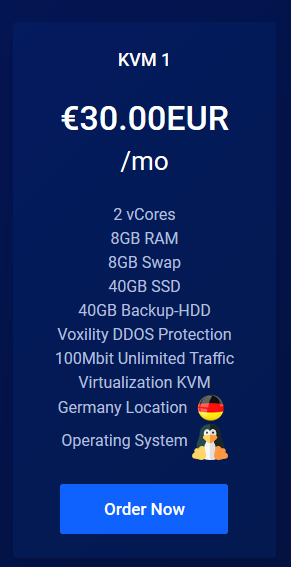 KVM 1
€30.00EUR
/mo
2 vCores
8GB RAM
8GB Swap
40GB SSD
40GB Backup-HDD
Voxility DDOS Protection
100Mbit Unlimited Traffic
Virtualization KVM
Germany Location
Operating System
Order Now